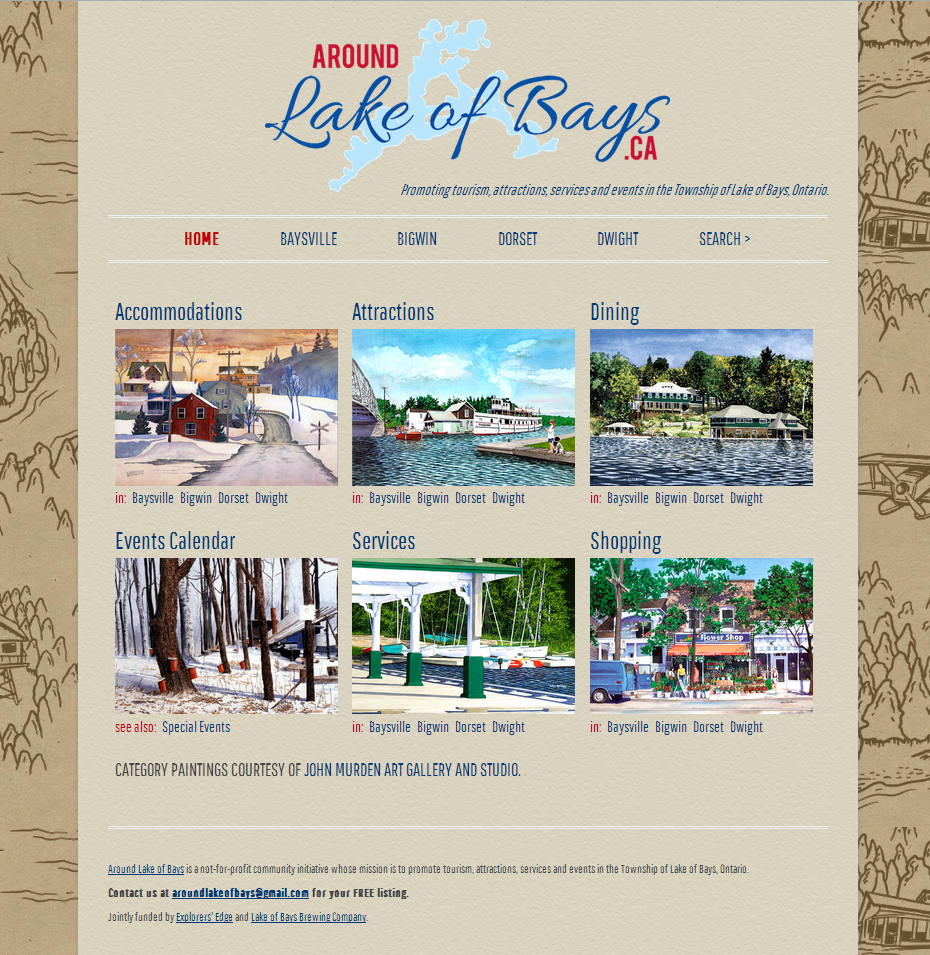 AROUND
Lake of Bays
.CA
Promoting tourism, attractions, services and events in the Township of Lake of Bays, Ontario.
HOME BAYSVILLE BIGWIN DORSET DWIGHT SEARCH >
Accommodations Attractions Dining
in: Baysville Bigwin Dorset Dwight in: Baysville Bigwin Dorset Dwight in: Baysville Bigwin Dorset Dwight
Events Calendar Services Shopping
Flower Shop
see also: Special Events in: Baysville Bigwin Dorset Dwight in: Baysville Bigwin Dorset Dwight
CATEGORY PAINTINGS COURTESY OF JOHN MURDEN ART GALLERY AND STUDIO.
Around Lake of Bays is a not-for-profit community initiative whose mission is to promote tourism, attractions, services and events in the Township of Lake of Bays, Ontario.
Contact us at aroundlakeofbays@gmail.com for your FREE listing.
Jointly funded by Explorers' Edge and Lake of Bays Brewing Company.